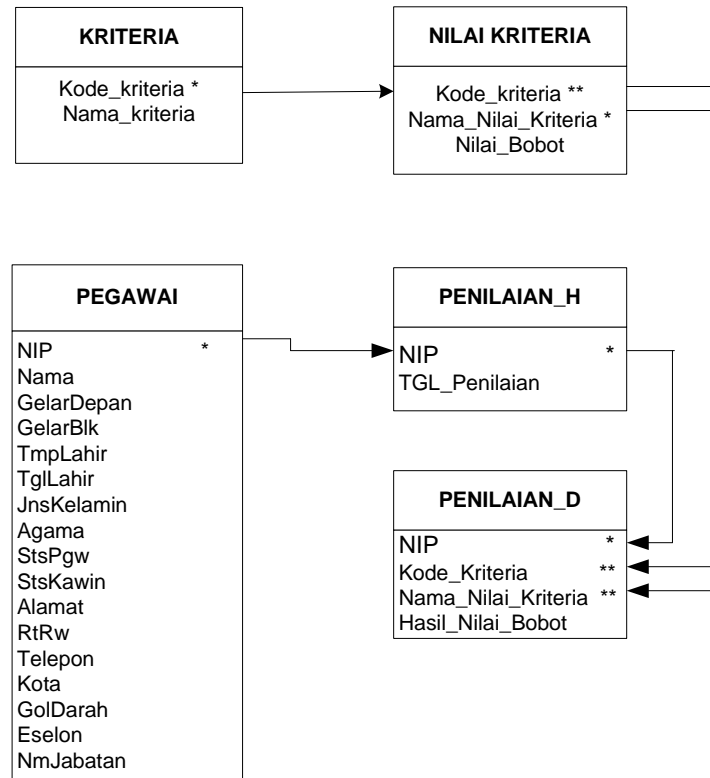 KRITERIA
Kode_kriteria *
Nama_kriteria
NILAI KRITERIA
Kode_kriteria **
Nama_Nilai_Kriteria *
Nilai_Bobot
PEGAWAI
NIP *
Nama
GelarDepan
GelarBlk
TmpLahir
TglLahir
JnsKelamin
Agama
StsPgw
StsKawin
Alamat
RtRw
Telepon
Kota
GolDarah
Eselon
NmJabatan
PENILAIAN_H
NIP *
TGL_Penilaian
PENILAIAN_D
NIP *
Kode_Kriteria **
Nama_Nilai_Kriteria **
Hasil_Nilai_Bobot